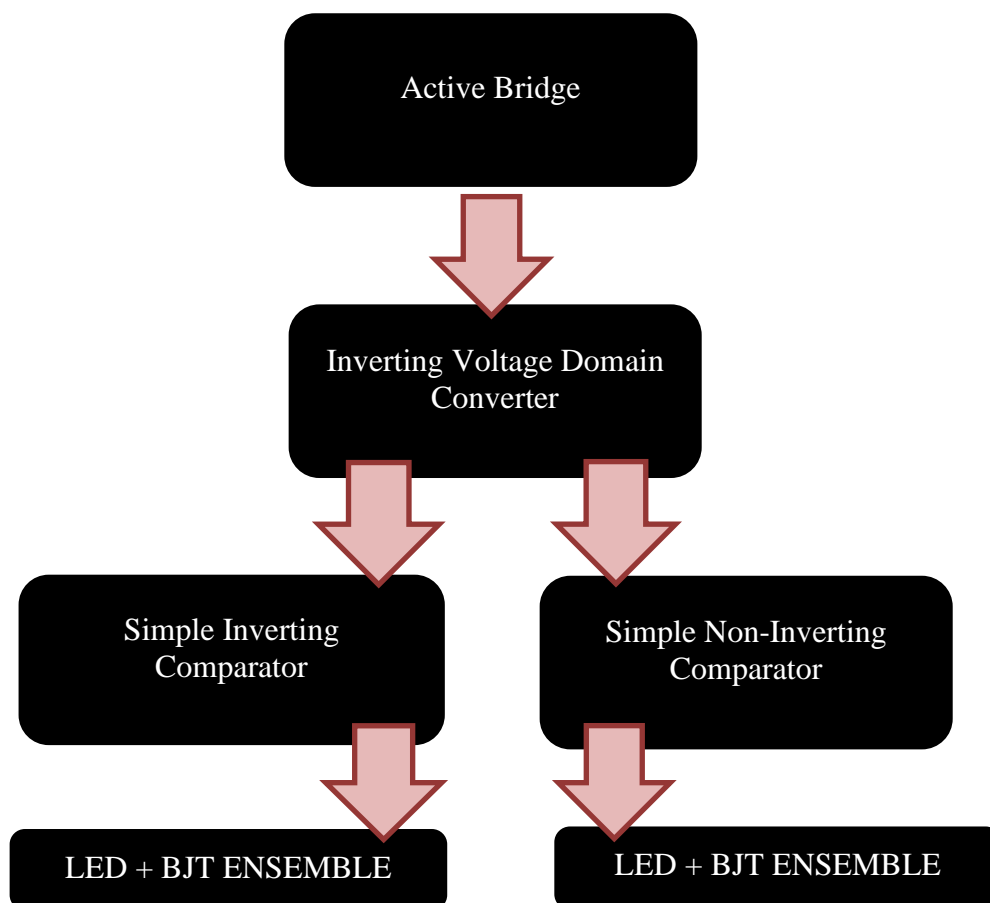 Active Bridge
Inverting Voltage Domain
Converter
Simple Inverting
Comparator
Simple Non-Inverting
Comparator
LED + BJT ENSEMBLE
LED + BJT ENSEMBLE